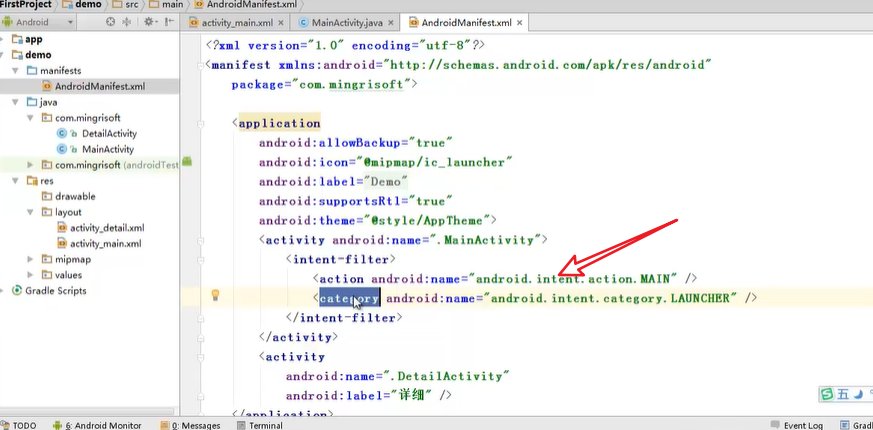 FirstProject demo src main AndroidManifest.xml
Android activity_main.xml MainActivity.java AndroidManifest.xml
app
demo
manifests
AndroidManifest.xml
java
com.mingrisoft
DetailActivity
MainActivity
com.mingrisoft (androidTest
res
drawable
layout
activity_detail.xml
activity_main.xml
mipmap
values
Gradle Scripts
<?xml version="1.0" encoding="utf-8"?>
<manifest xmlns:android="http://schemas.android.com/apk/res/android"
package="com.mingrisoft">
<application
android:allowBackup="true"
android:icon="@mipmap/ic_launcher"
android:label="Demo"
android:supportsRtl="true"
android:theme="@style/AppTheme">
<activity android:name=".MainActivity">
<intent-filter>
<action android:name="android.intent.action.MAIN" />
<category android:name="android.intent.category.LAUNCHER" />
</intent-filter>
</activity>
<activity
android:name=".DetailActivity"
android:label="详细" />
</application>
S 五
TODO 6: Android Monitor 0: Messages Terminal Event Log Gradl